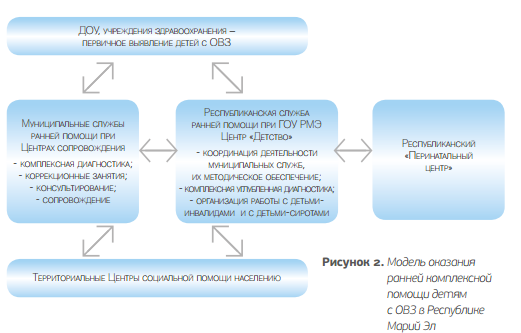 ДОУ, учреждения здравоохранения –
первичное выявление детей с ОВЗ
Муниципальные службы
ранней помощи при
Центрах сопровождения
- комплексная диагностика;
- коррекционные занятия;
- консультирование;
- сопровождение
Республиканская служба
ранней помощи при ГОУ РМЭ
Центр «Детство»
- координация деятельности
муниципальных служб,
их методическое обеспечение;
- комплексная углубленная диагностика;
- организация работы с детьми-
инвалидами и с детьми-сиротами
Республиканский
«Перинатальный
центр»
Территориальные Центры социальной помощи населению
Рисунок 2. Модель оказания
ранней комплексной
помощи детям
с ОВЗ в Республике
Марий Эл